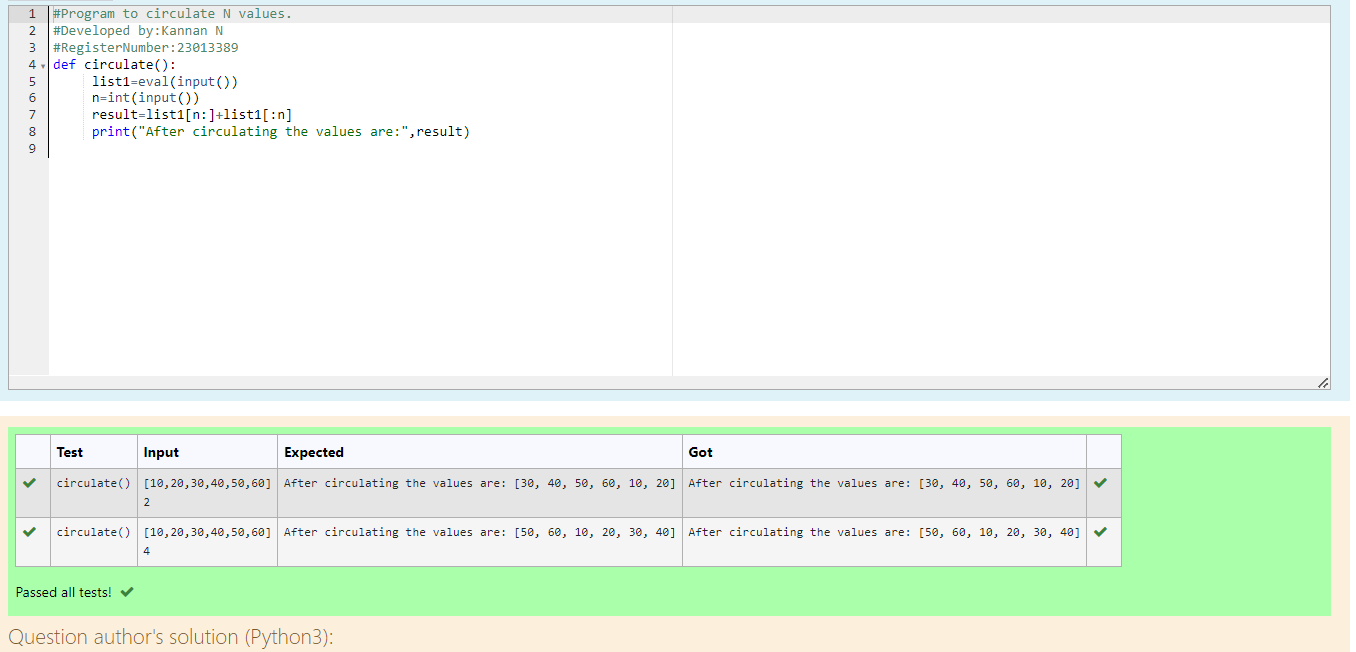 1 #Program to circulate N values.
2 #Developed by:Kannan N
3 #RegisterNumber:23013389
4 def circulate():
5 list1=eval(input())
6 n=int(input())
7 result=list1[n:]+list1[:n]
8 print("After circulating the values are:",result)
9
Test Input Expected Got
circulate() [10,20,30,40,50,60] After circulating the values are: [30, 40, 50, 60, 10, 20] After circulating the values are: [30, 40, 50, 60, 10, 20]
2
circulate() [10,20,30,40,50,60] After circulating the values are: [50, 60, 10, 20, 30, 40] After circulating the values are: [50, 60, 10, 20, 30, 40]
4
Passed all tests!
Question author's solution (Python3):